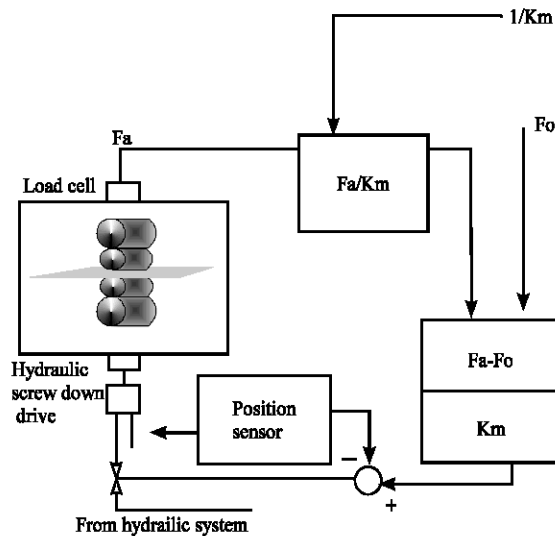 1/Km
Fo
Fa
Load cell
Fa/Km
Hydraulic
screw down
drive
Position
sensor
Fa-Fo
Km
−
+
From hydrailic system